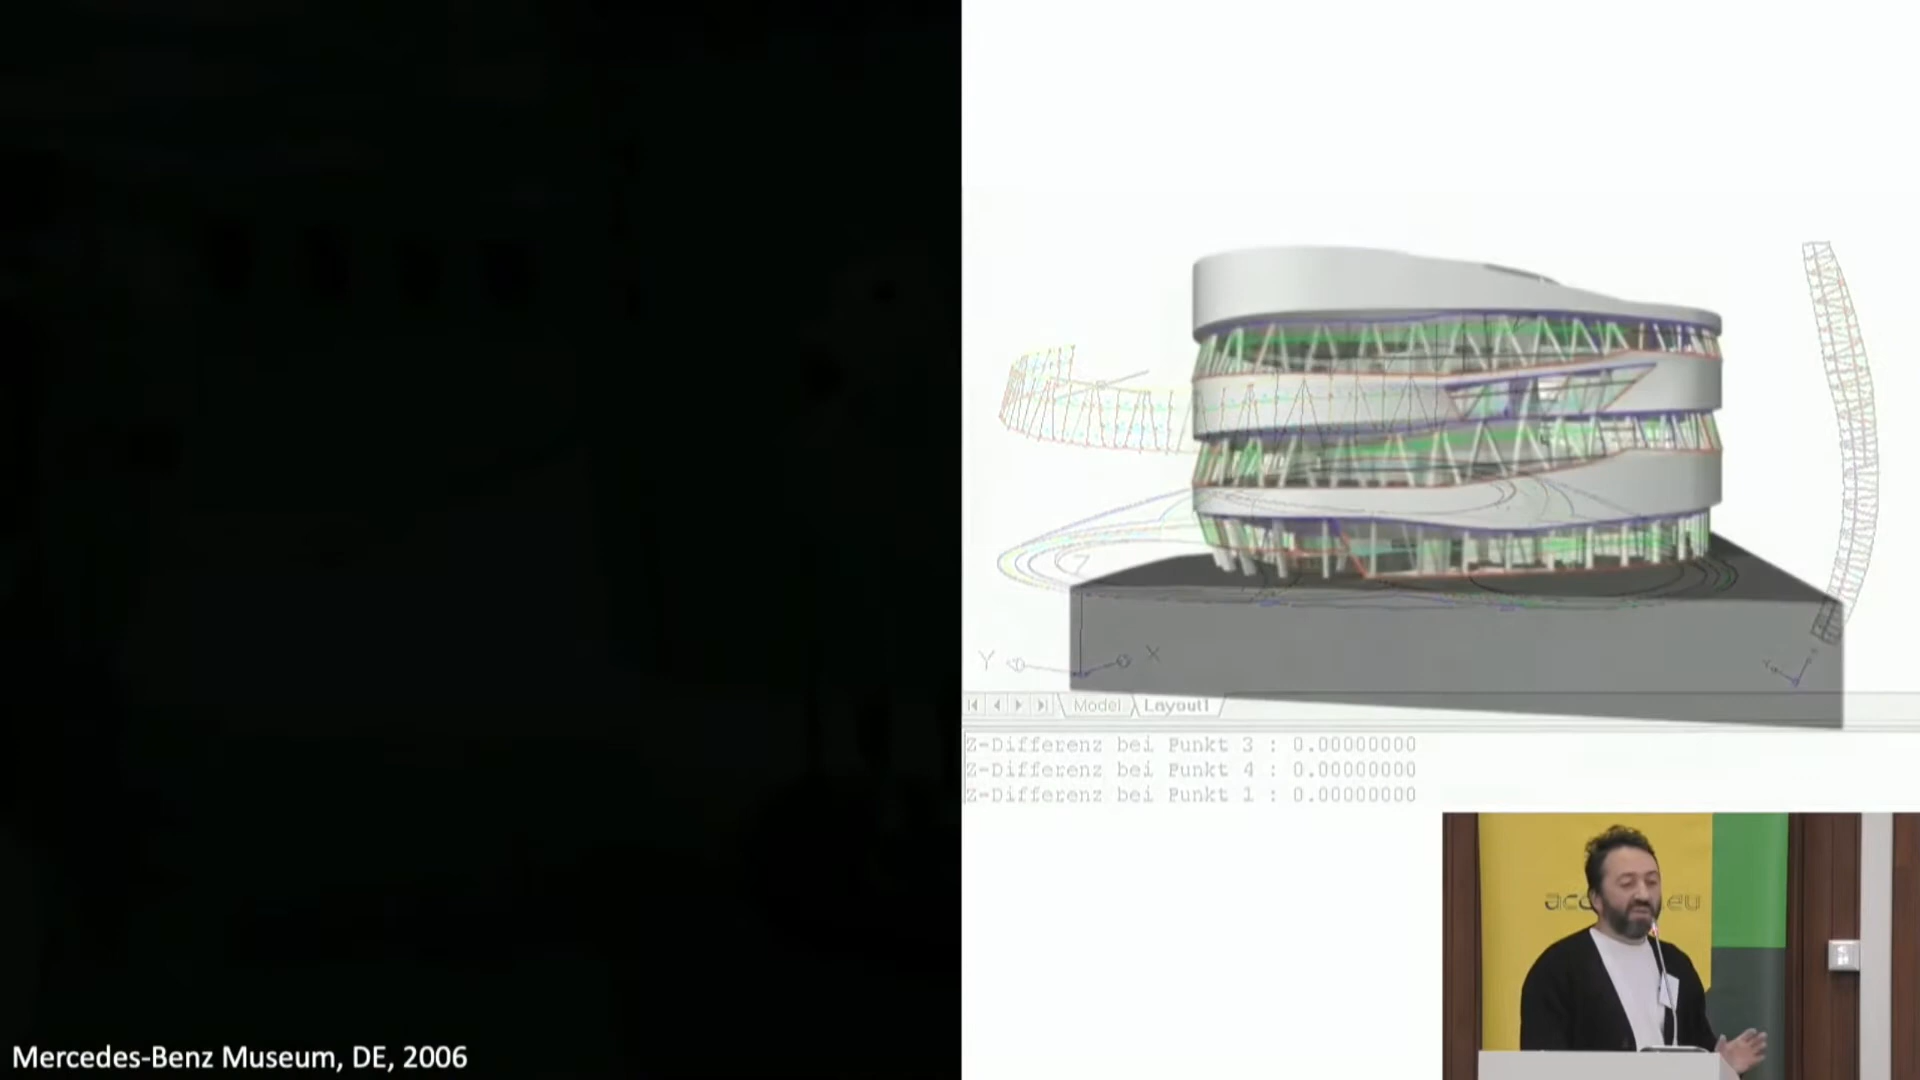 Y
X
Model
Layout1
Z-Differenz bei Punkt 3 : 0.00000000
Z-Differenz bei Punkt 4 : 0.00000000
Z-Differenz bei Punkt 1 : 0.00000000
Mercedes-Benz Museum, DE, 2006